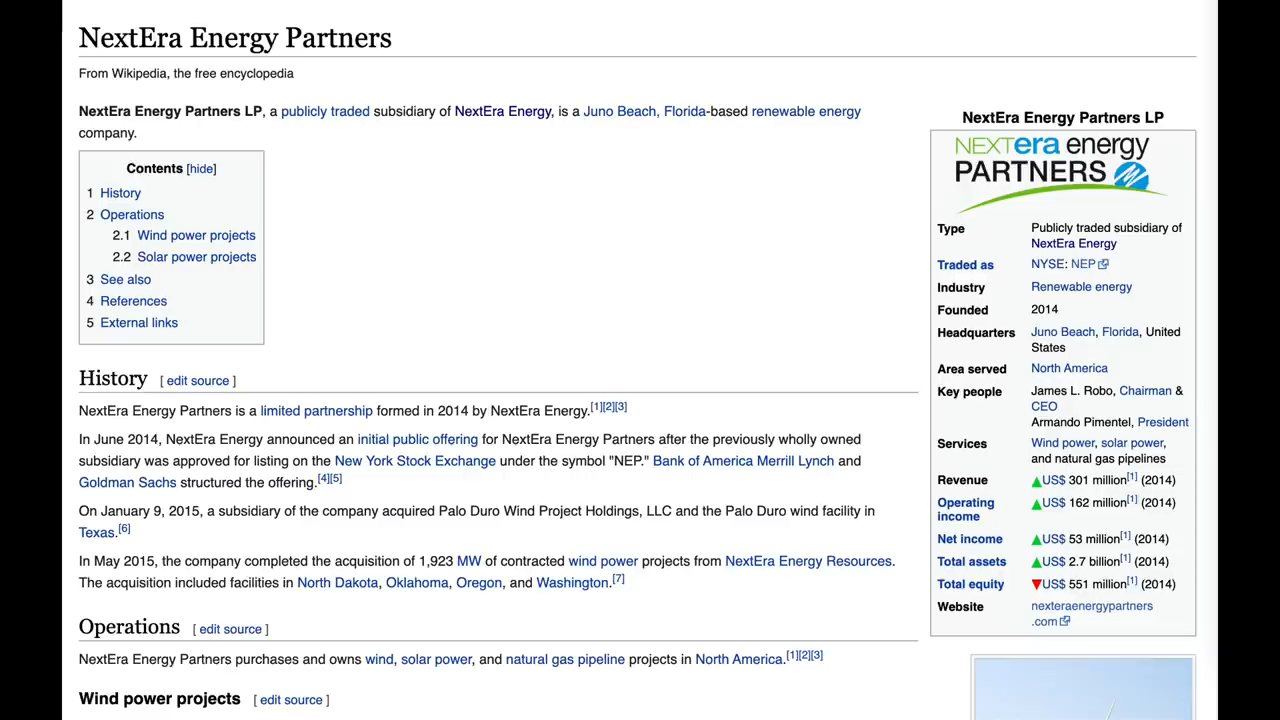 NextEra Energy Partners
From Wikipedia, the free encyclopedia
NextEra Energy Partners LP, a publicly traded subsidiary of NextEra Energy, is a Juno Beach, Florida-based renewable energy
company.
Contents [hide]
1 History
2 Operations
2.1 Wind power projects
2.2 Solar power projects
3 See also
4 References
5 External links
History [ edit source ]
NextEra Energy Partners is a limited partnership formed in 2014 by NextEra Energy.[1][2][3]
In June 2014, NextEra Energy announced an initial public offering for NextEra Energy Partners after the previously wholly owned
subsidiary was approved for listing on the New York Stock Exchange under the symbol "NEP." Bank of America Merrill Lynch and
Goldman Sachs structured the offering.[4][5]
On January 9, 2015, a subsidiary of the company acquired Palo Duro Wind Project Holdings, LLC and the Palo Duro wind facility in
Texas.[6]
In May 2015, the company completed the acquisition of 1,923 MW of contracted wind power projects from NextEra Energy Resources.
The acquisition included facilities in North Dakota, Oklahoma, Oregon, and Washington.[7]
Operations [ edit source ]
NextEra Energy Partners purchases and owns wind, solar power, and natural gas pipeline projects in North America.[1][2][3]
Wind power projects [ edit source ]
NextEra Energy Partners LP
NEXTera energy
PARTNERS
Type Publicly traded subsidiary of
NextEra Energy
Traded as NYSE: NEP
Industry Renewable energy
Founded 2014
Headquarters Juno Beach, Florida, United
States
Area served North America
Key people James L. Robo, Chairman &
CEO
Armando Pimentel, President
Services Wind power, solar power,
and natural gas pipelines
Revenue ▲US$ 301 million[1] (2014)
Operating ▲US$ 162 million[1] (2014)
income
Net income ▲US$ 53 million[1] (2014)
Total assets ▲US$ 2.7 billion[1] (2014)
Total equity ▼US$ 551 million[1] (2014)
Website nexteraenergypartners
.com